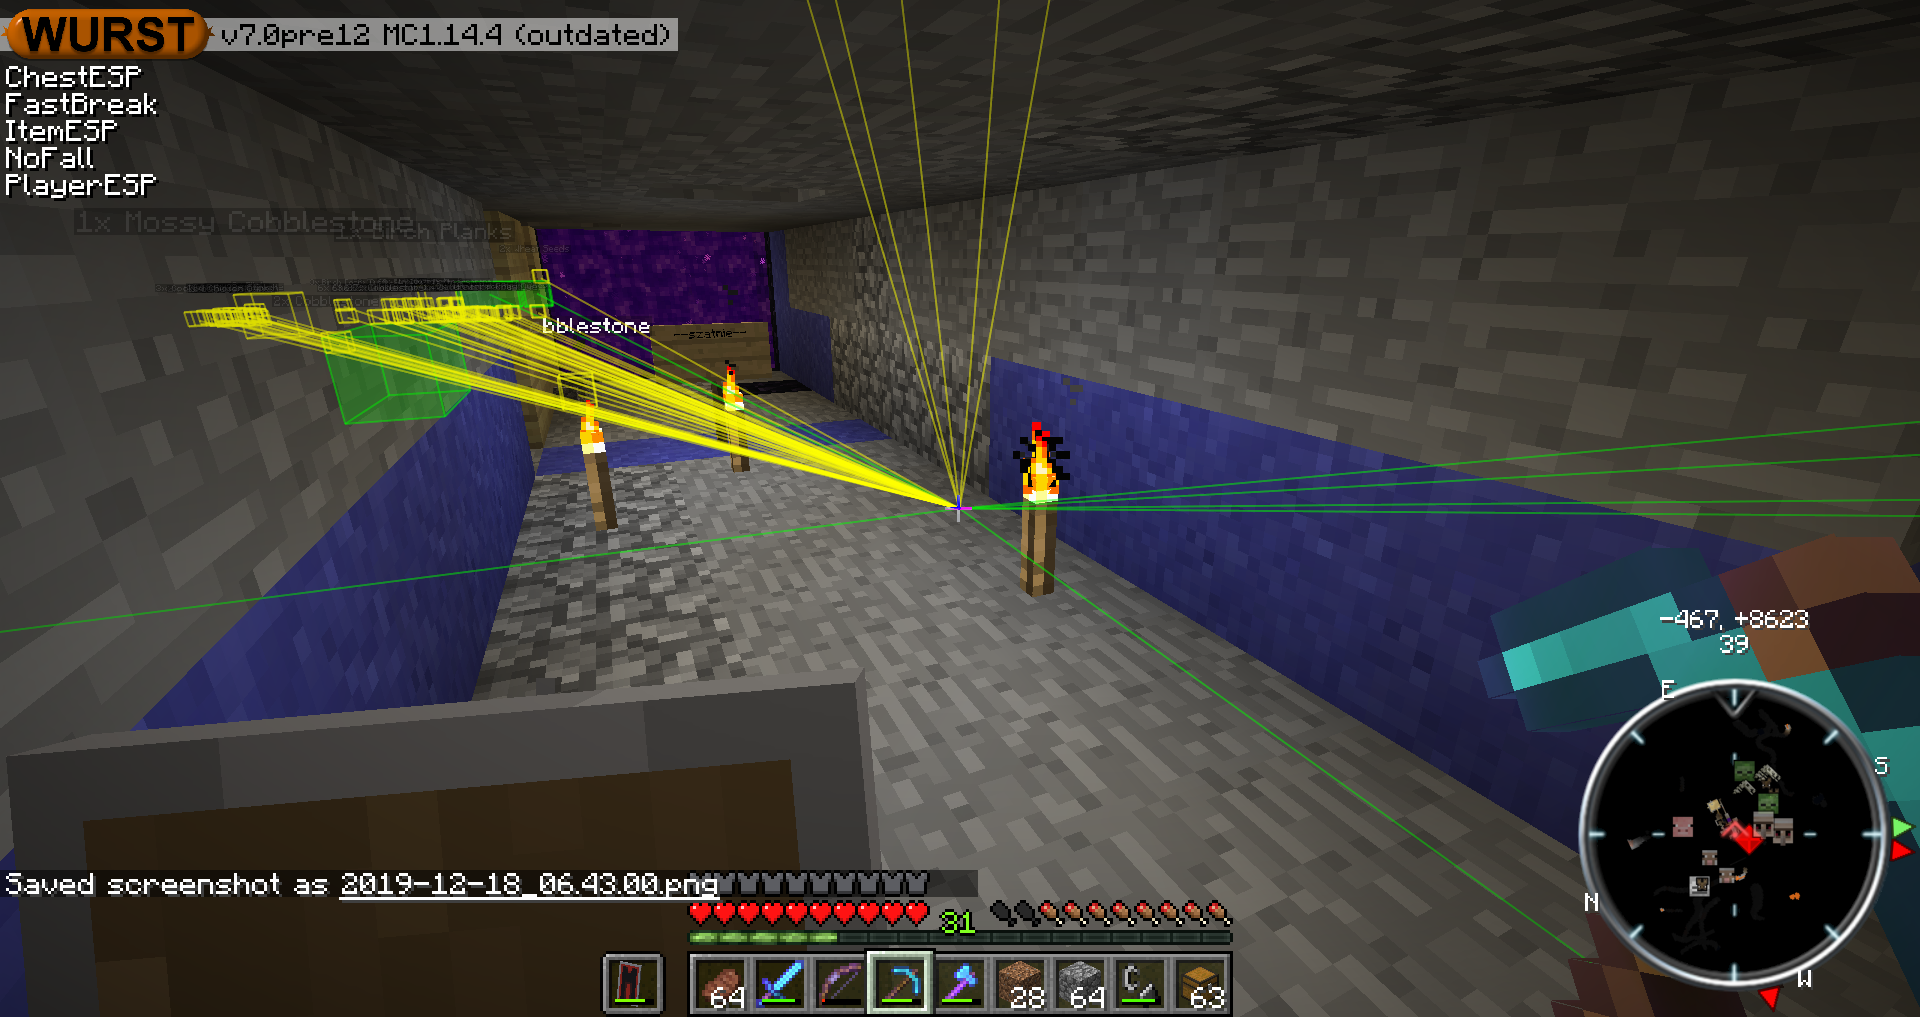 WURST v7.0pre12 MC1.14.4 (outdated)
ChestESP
FastBreak
ItemESP
NoFall
PlayerESP
1x Mossy Cobblestone
1x Birch Planks
bblestone
--szatnie--
-467, +8623
39
E
S
N
W
Saved screenshot as 2019-12-18_06.43.00.png
31
64
28
64
63